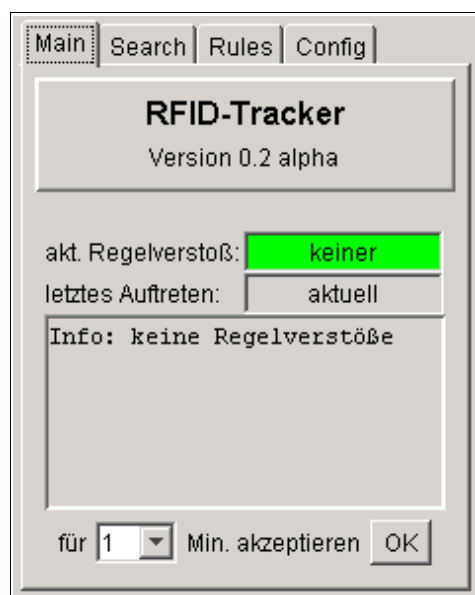 Main Search Rules Config
RFID-Tracker
Version 0.2 alpha
akt. Regelverstoß: keiner
letztes Auftreten: aktuell
Info: keine Regelverstöße
für 1 Min. akzeptieren OK